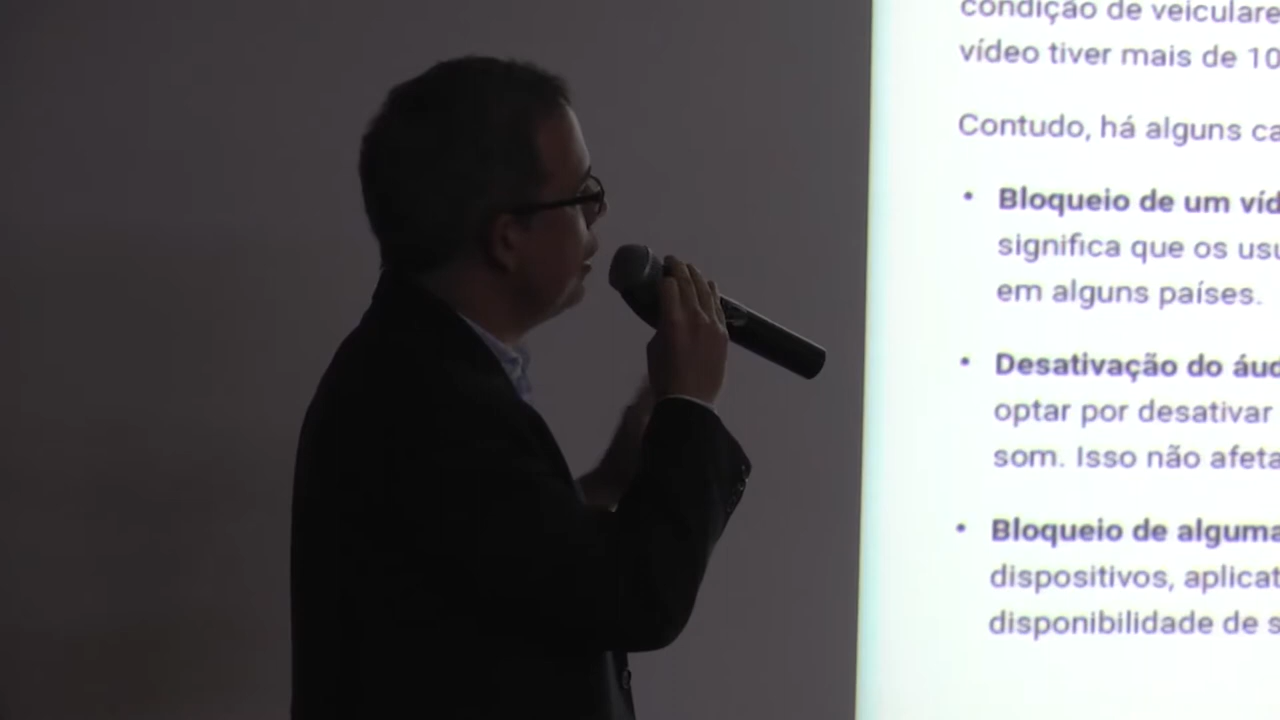 condição de veiculare
vídeo tiver mais de 10
Contudo, há alguns ca
• Bloqueio de um víd
significa que os usu
em alguns países.
• Desativação do áud
optar por desativar
som. Isso não afeta
• Bloqueio de alguma
dispositivos, aplicat
disponibilidade de s